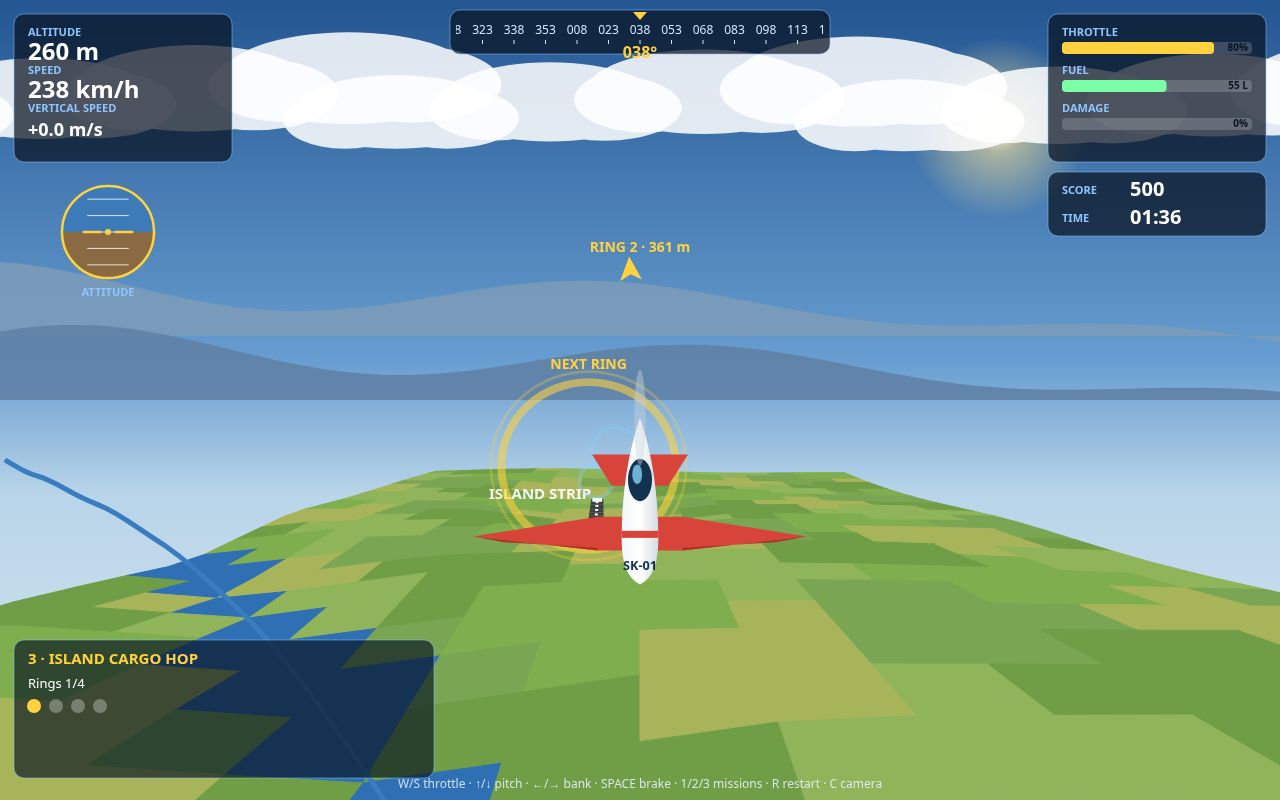 ALTITUDE
260 m
SPEED
238 km/h
VERTICAL SPEED
+0.0 m/s
ATTITUDE
323 338 353 008 023 038 053 068 083 098 113
038°
THROTTLE
80%
FUEL
55 L
DAMAGE
0%
SCORE 500
TIME 01:36
RING 2 · 361 m
NEXT RING
ISLAND STRIP
SK-01
3 · ISLAND CARGO HOP
Rings 1/4
W/S throttle · ↑/↓ pitch · ←/→ bank · SPACE brake · 1/2/3 missions · R restart · C camera